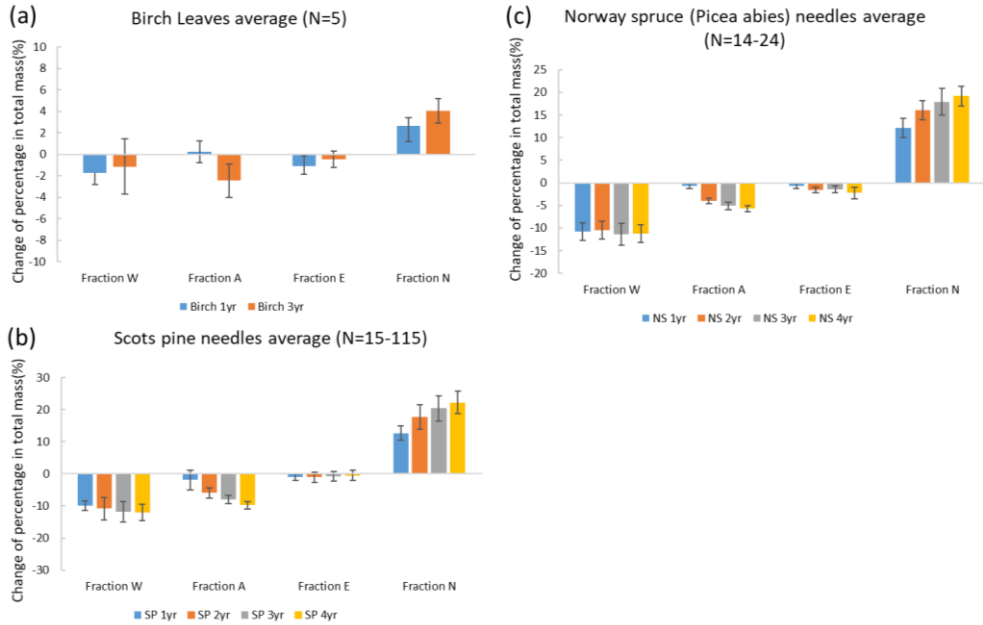 (a)
Birch Leaves average (N=5)
Change of percentage in total mass(%)
10
8
6
4
2
0
-2
-4
-6
-8
-10
Fraction W Fraction A Fraction E Fraction N
Birch 1yr Birch 3yr
(b)
Scots pine needles average (N=15-115)
Change of percentage in total mass(%)
30
20
10
0
-10
-20
-30
Fraction W Fraction A Fraction E Fraction N
SP 1yr SP 2yr SP 3yr SP 4yr
(c)
Norway spruce (Picea abies) needles average
(N=14-24)
Change of percentage in total mass(%)
25
20
15
10
5
0
-5
-10
-15
-20
Fraction W Fraction A Fraction E Fraction N
NS 1yr NS 2yr NS 3yr NS 4yr